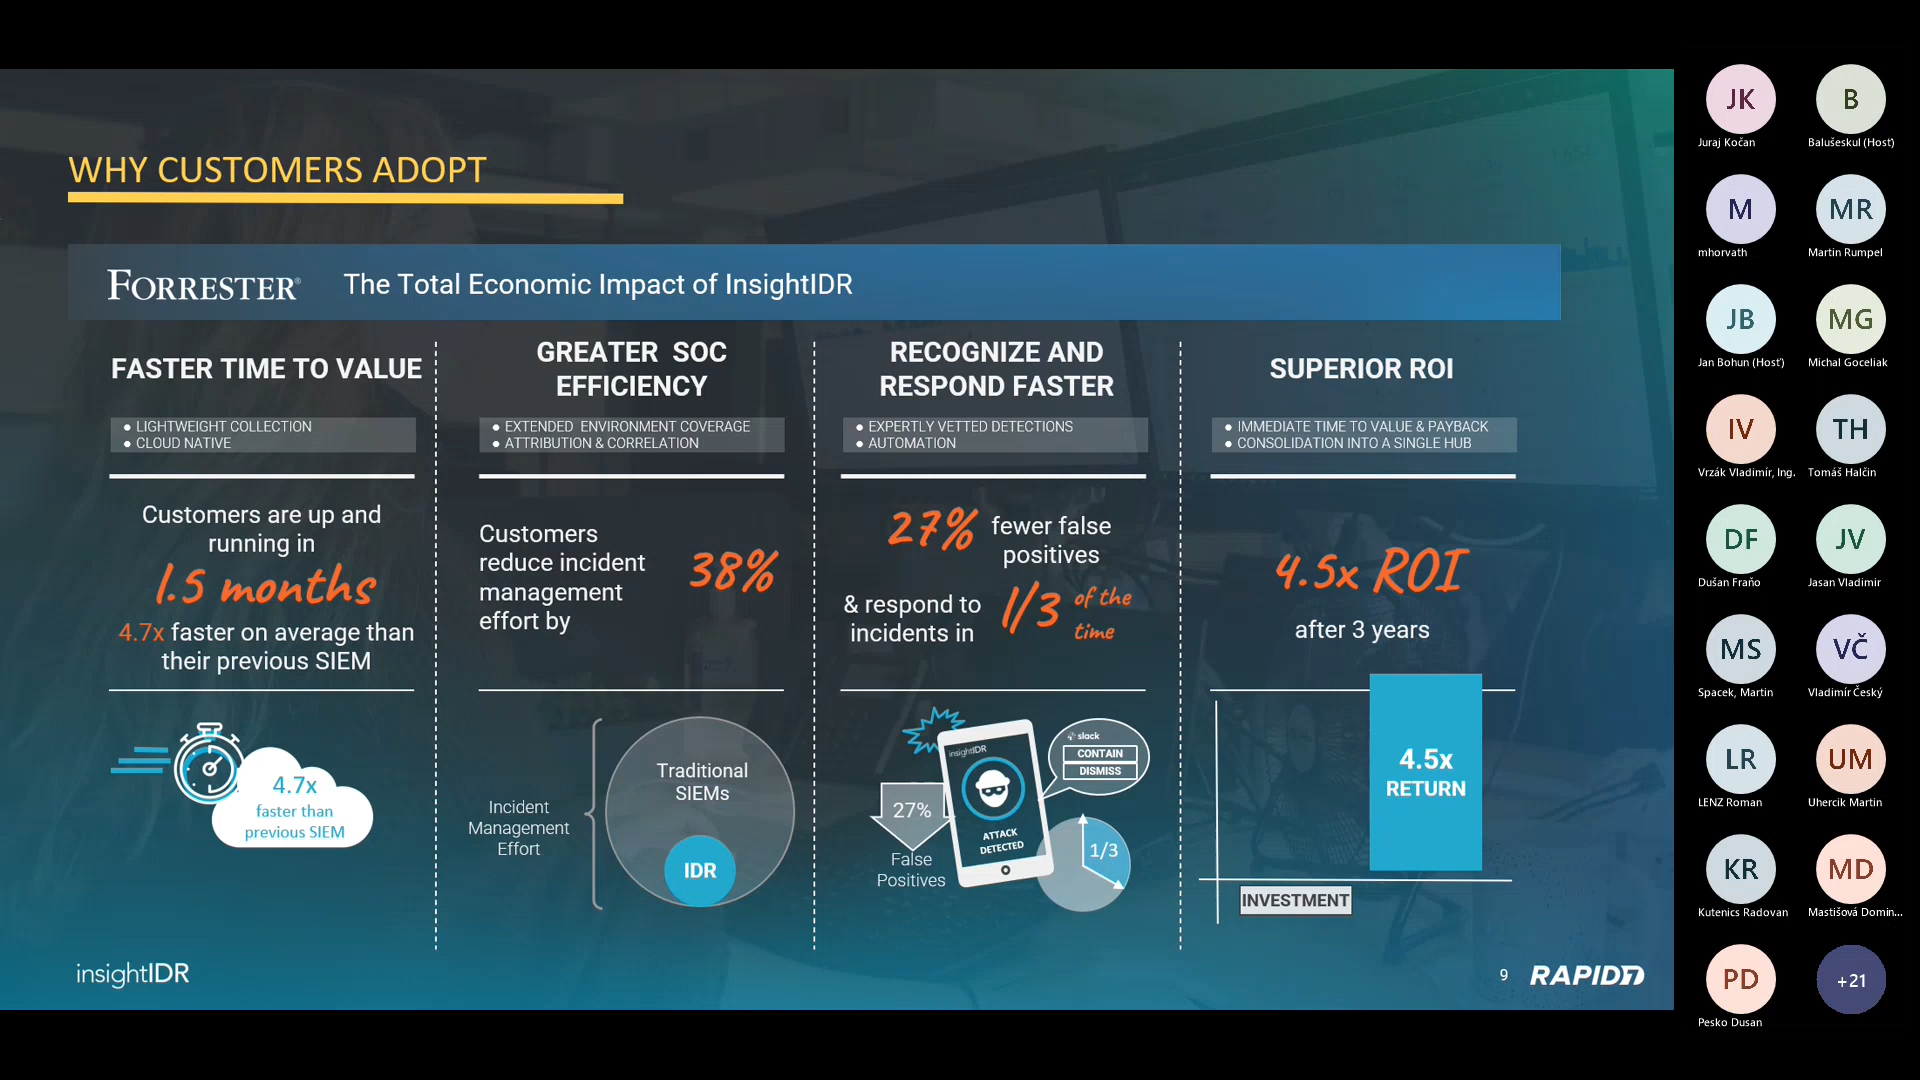 WHY CUSTOMERS ADOPT
FORRESTER®
The Total Economic Impact of InsightIDR
FASTER TIME TO VALUE
• LIGHTWEIGHT COLLECTION
• CLOUD NATIVE
Customers are up and
running in
1.5 months
4.7x faster on average than
their previous SIEM
4.7x
faster than
previous SIEM
GREATER SOC
EFFICIENCY
• EXTENDED ENVIRONMENT COVERAGE
• ATTRIBUTION & CORRELATION
Customers
reduce incident
management
effort by
38%
Incident
Management
Effort
Traditional
SIEMs
IDR
RECOGNIZE AND
RESPOND FASTER
• EXPERTLY VETTED DETECTIONS
• AUTOMATION
27% fewer false
positives
& respond to
incidents in
1/3 of the
time
27%
False
Positives
insightIDR
ATTACK
DETECTED
slack
CONTAIN
DISMISS
1/3
SUPERIOR ROI
• IMMEDIATE TIME TO VALUE & PAYBACK
• CONSOLIDATION INTO A SINGLE HUB
4.5x ROI
after 3 years
4.5x
RETURN
INVESTMENT
insightIDR
9
RAPID7
JK
Juraj Kočan
B
Balušeskul (Hosť)
M
mhorvath
MR
Martin Rumpel
JB
Jan Bohun (Hosť)
MG
Michal Goceliak
IV
Vrzák Vladimír, Ing.
TH
Tomáš Halčin
DF
Dušan Fraňo
JV
Jasan Vladimir
MS
Spacek, Martin
VČ
Vladimír Český
LR
LENZ Roman
UM
Uhercik Martin
KR
Kutenics Radovan
MD
Mastišová Domin...
PD
Pesko Dusan
+21